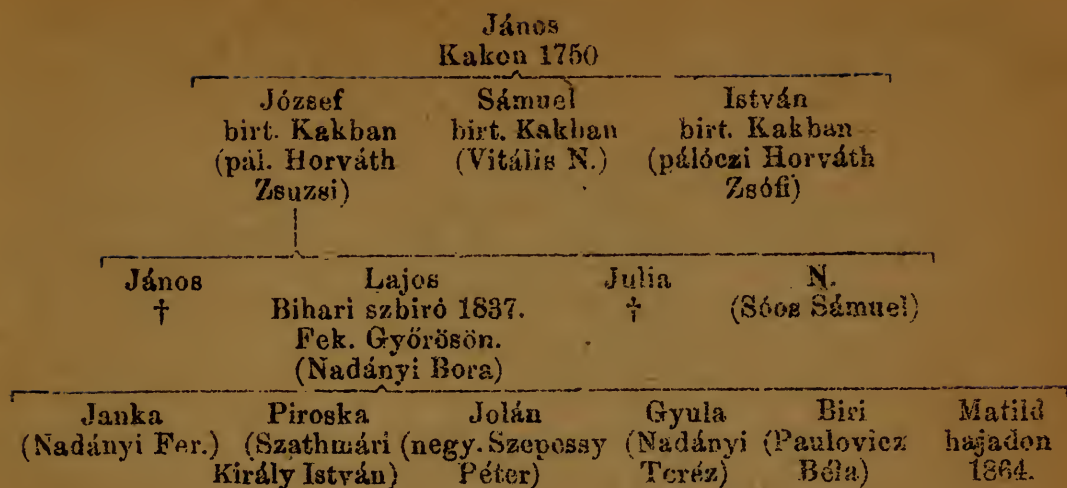 János
Kakon 1750
József Sámuel István
birt. Kakban birt. Kakban birt. Kakban
(pál. Horváth (Vitális N.) (pálóczi Horváth
Zsuzsi) Zsófi)
János Lajos Julia N.
† Bihari szbiró 1837. † (Sóos Sámuel)
Fek. Győrösön.
(Nadányi Bora)
Janka Piroska Jolán Gyula Biri Matild
(Nadányi Fer.) (Szathmári (negy. Szepessy (Nadányi (Paulovicz hajadon
Király István) Péter) Teréz) Béla) 1864.